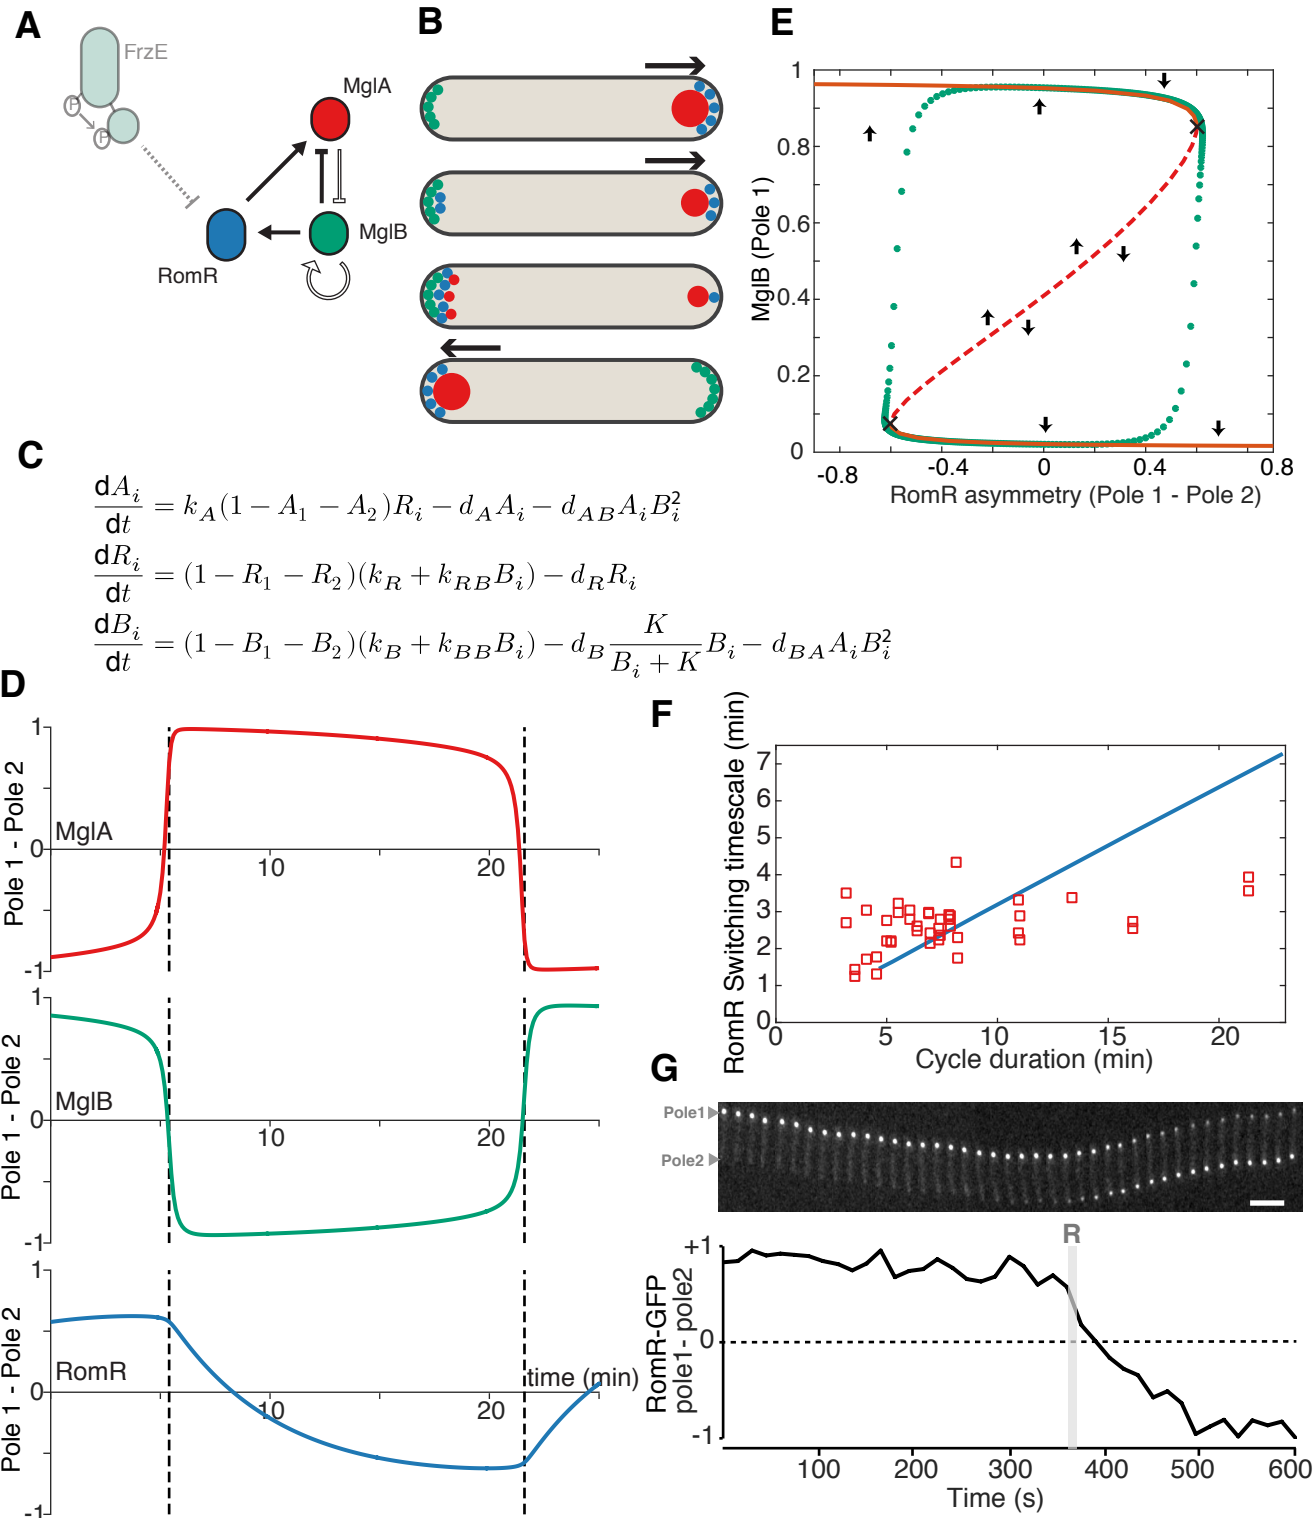 A
FrzE
P
P
MglA
RomR
MglB
B
C
dA_i/dt = k_A(1 − A_1 − A_2)R_i − d_A A_i − d_AB A_i B_i^2
dR_i/dt = (1 − R_1 − R_2)(k_R + k_RB B_i) − d_R R_i
dB_i/dt = (1 − B_1 − B_2)(k_B + k_BB B_i) − d_B K/(B_i + K) B_i − d_BA A_i B_i^2
D
Pole 1 - Pole 2
1
0
-1
MglA
10
20
Pole 1 - Pole 2
1
0
-1
MglB
10
20
Pole 1 - Pole 2
1
0
-1
RomR
10
20
time (min)
E
MglB (Pole 1)
1
0.8
0.6
0.4
0.2
0
-0.8
-0.4
0
0.4
0.8
RomR asymmetry (Pole 1 - Pole 2)
F
RomR Switching timescale (min)
7
6
5
4
3
2
1
0
0
5
10
15
20
Cycle duration (min)
G
Pole1
Pole2
R
RomR-GFP
pole1- pole2
+1
0
-1
100
200
300
400
500
600
Time (s)